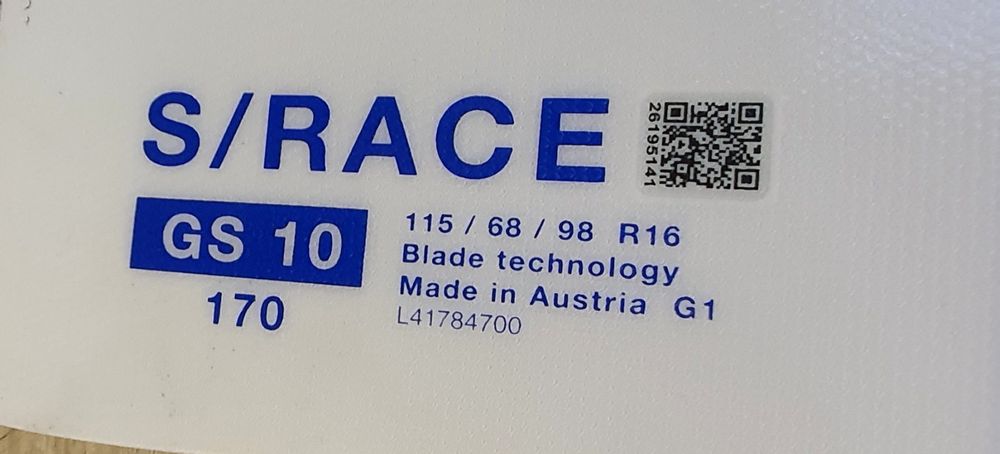 S/RACE
26195141
GS 10
170
115 / 68 / 98 R16
Blade technology
Made in Austria G1
L41784700